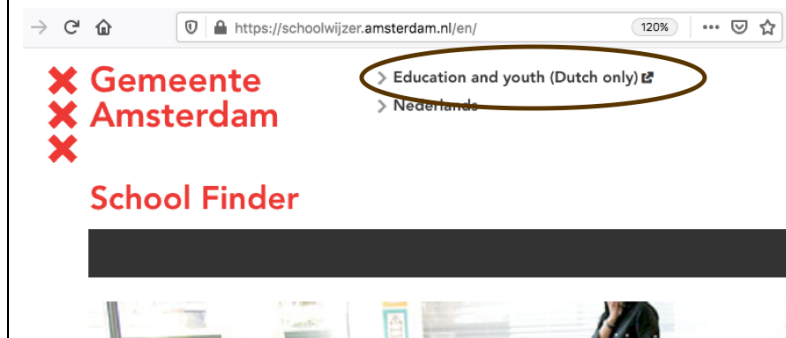 https://schoolwijzer.amsterdam.nl/en/
120%
Gemeente
Amsterdam
Education and youth (Dutch only)
Nederlands
School Finder